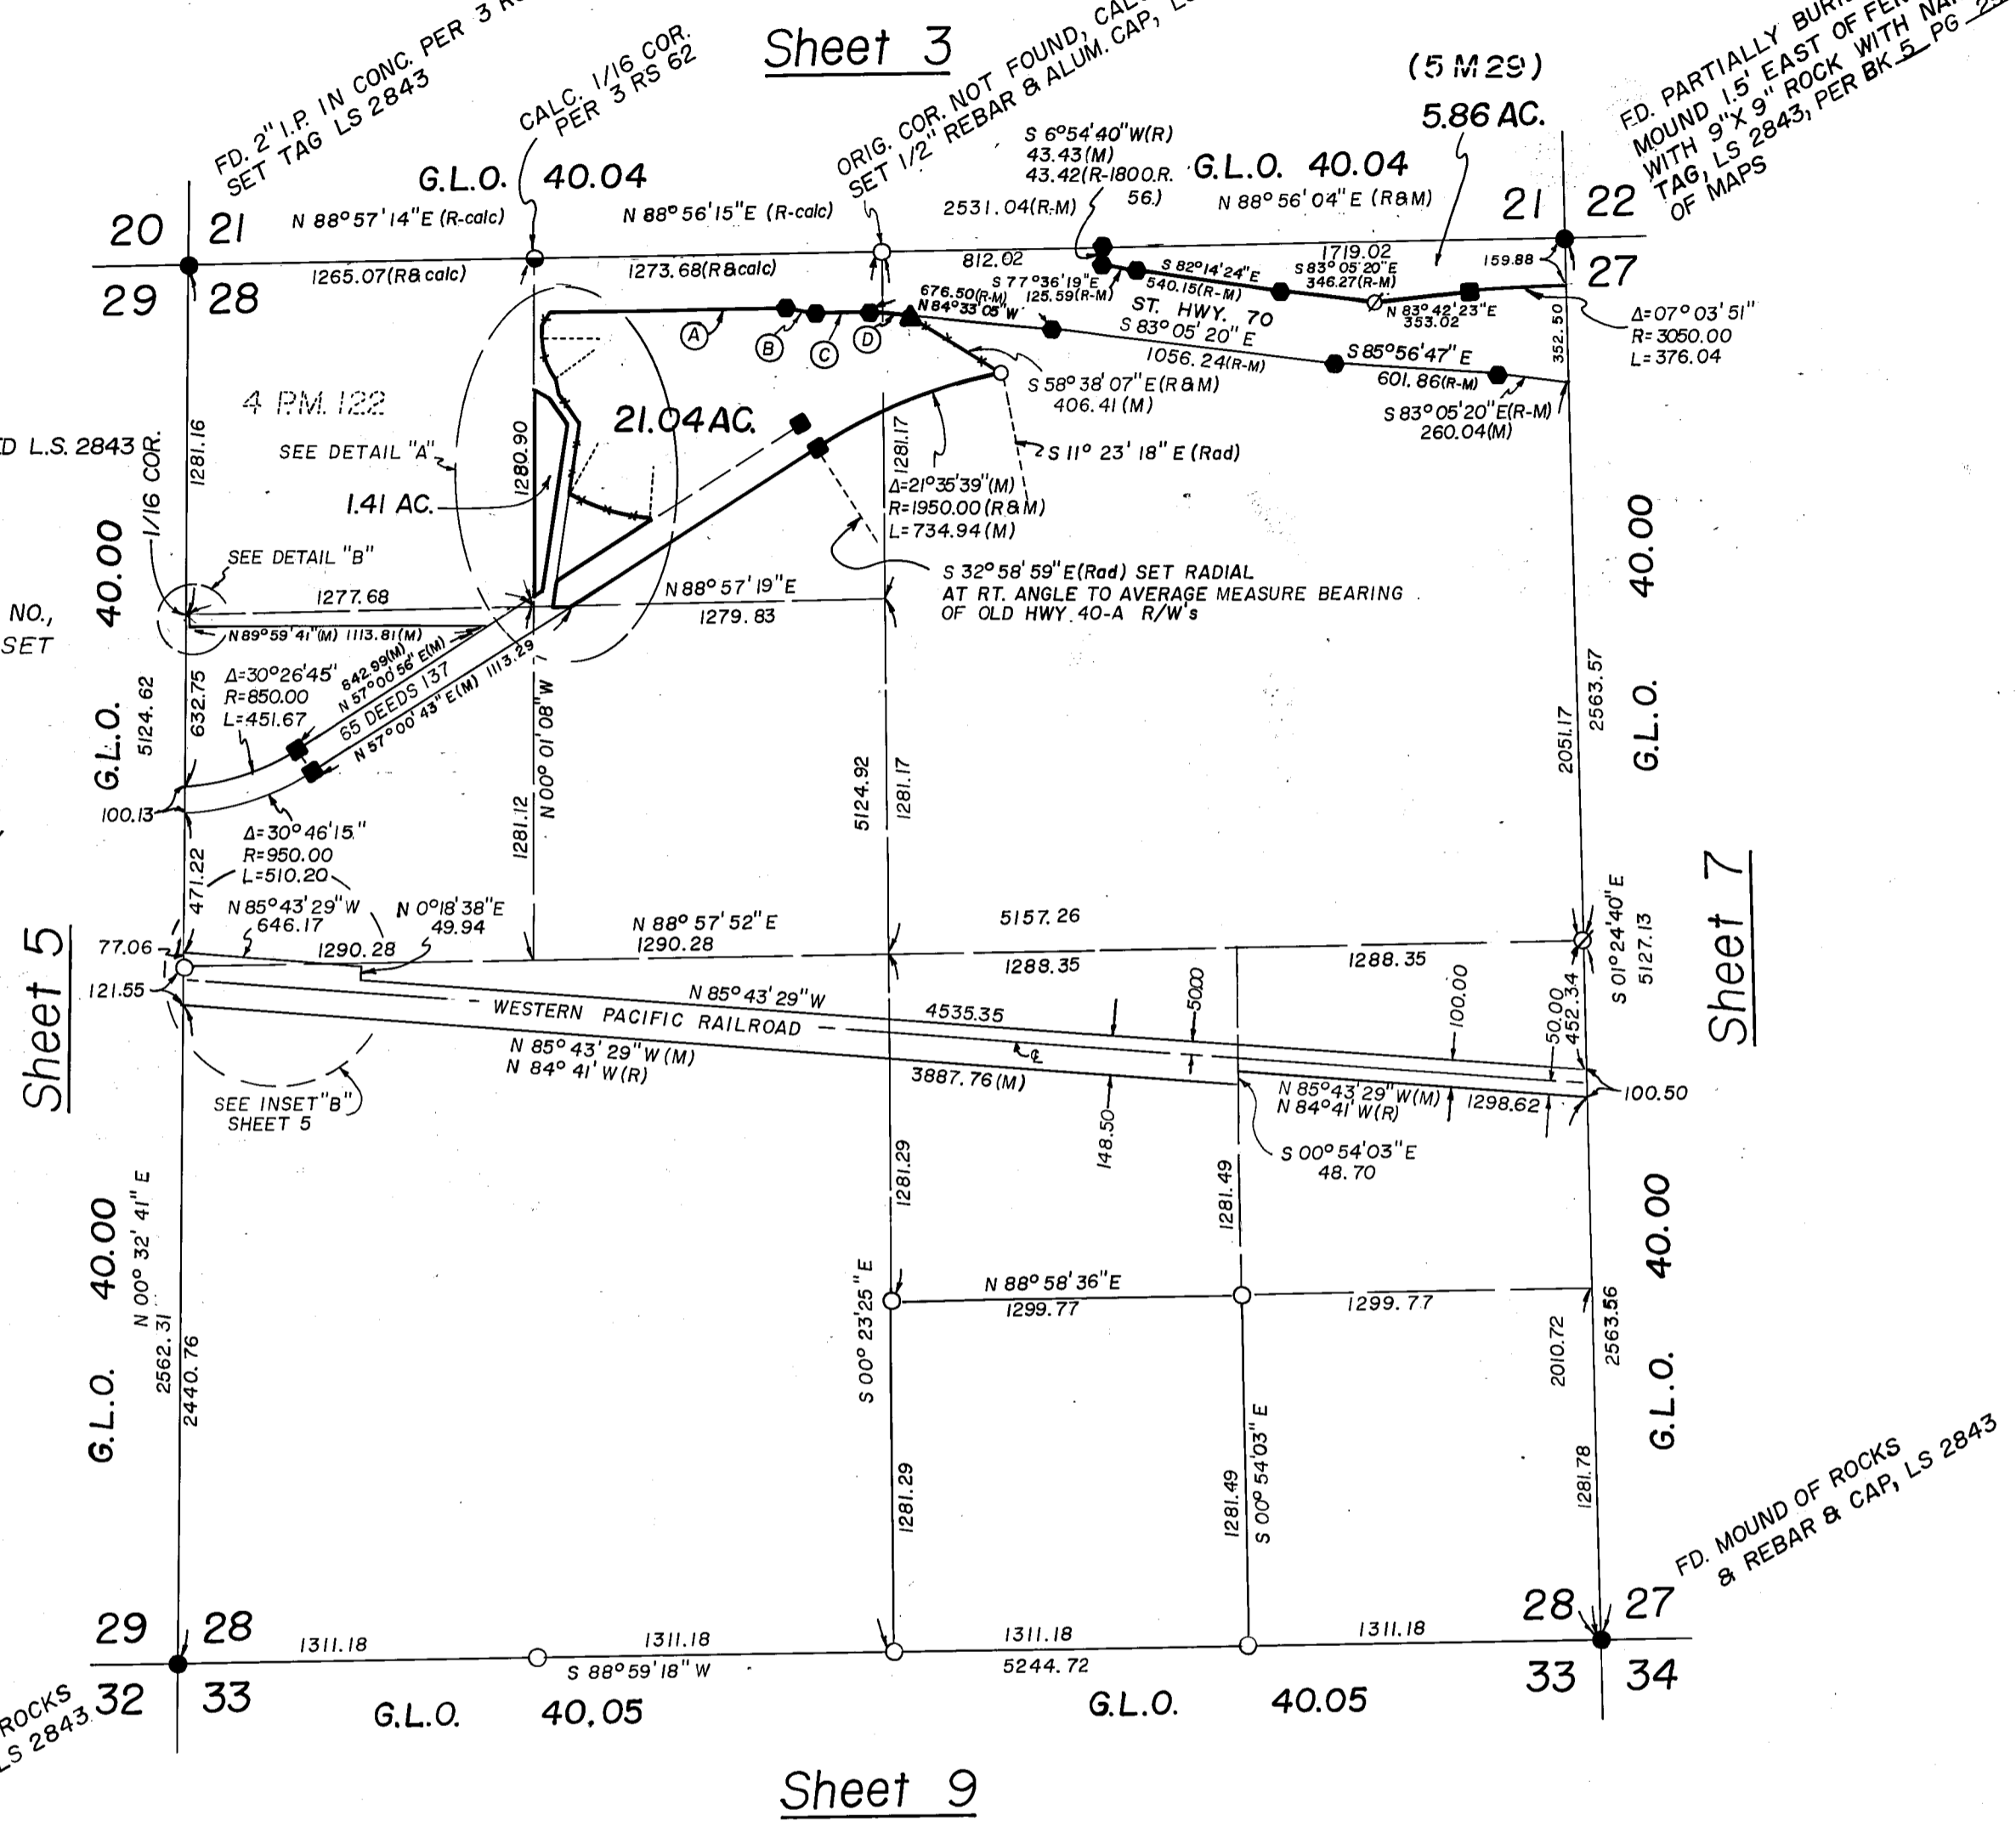 Sheet 3
FD. 2" I.P. IN CONC. PER 3
SET TAG LS 2843
CALC. 1/16 COR.
PER 3 RS 62
ORIG. COR. NOT FOUND,
SET 1/2" REBAR & ALUM. CAP,
(5 M 29)
5.86 AC.
FD. PARTIALLY
MOUND 1.5' EAST OF
WITH 9"X 9" ROCK WITH
TAG, LS 2843, PER BK 5 PG
OF MAPS
S 6°54'40"W(R)
43.43(M)
43.42(R-180O.R.
56.)
G.L.O. 40.04
G.L.O. 40.04
20 21
N 88°57'14"E (R-calc)
N 88°56'15"E (R-calc)
2531.04(R-M)
N 88°56'04"E (R&M)
21 22
1265.07(R&calc)
1273.68(R&calc)
812.02
1719.02
159.88
29 28
27
S 77°36'19"E
125.59(R-M)
S 82°14'24"E
540.15(R-M)
S 83°05'20"E
346.27(R-M)
N 83°42'23"E
353.02
Δ=07°03'51"
R=3050.00
L=376.04
676.50(R-M)
N 84°33'05"W
ST. HWY. 70
S 83°05'20"E
1056.24(R-M)
S 85°56'47"E
601.86(R-M)
S 83°05'20"E(R-M)
260.04(M)
352.50
A
B
C
D
S 58°38'07"E(R&M)
406.41(M)
4 P.M. 122
21.04 AC.
SEE DETAIL "A"
1.41 AC.
D L.S. 2843
1/16 COR.
1281.16
1280.90
1281.17
S 11°23'18"E (Rad)
Δ=21°35'39"(M)
R=1950.00(R&M)
L=734.94(M)
S 32°58'59"E(Rad) SET RADIAL
AT RT. ANGLE TO AVERAGE MEASURE BEARING
OF OLD HWY. 40-A R/W's
SEE DETAIL "B"
G.L.O. 40.00
G.L.O. 40.00
NO.,
SET
1277.68
N 88°57'19"E
1279.83
N89°59'41"(M) 1113.81(M)
842.99(M)
N 57°00'56"E(M)
65 DEEDS 137
N 57°00'43"E(M) 1113.29
Δ=30°26'45"
R=850.00
L=451.67
5124.62
632.75
N 00°01'08"W
2051.17
2563.57
100.13
1281.12
5124.92
1281.17
Δ=30°46'15"
R=950.00
L=510.20
471.22
Sheet 5
Sheet 7
N 85°43'29"W
646.17
N 0°18'38"E
49.94
N 88°57'52"E
1290.28
1290.28
5157.26
1288.35
1288.35
77.06
121.55
S 01°24'40"E
5127.13
N 85°43'29"W
4535.35
WESTERN PACIFIC RAILROAD
50.00
100.00
50.00
452.34
N 85°43'29"W(M)
N 84°41'W(R)
3887.76(M)
148.50
N 85°43'29"W(M)
N 84°41'W(R)
1298.62
100.50
SEE INSET "B"
SHEET 5
S 00°54'03"E
48.70
G.L.O. 40.00
N 00°32'41"E
2562.31
2440.76
1281.29
1281.49
G.L.O. 40.00
N 88°58'36"E
1299.77
1299.77
S 00°23'25"E
2010.72
2563.56
1281.29
1281.49
S 00°54'03"E
1281.78
FD. MOUND OF ROCKS
& REBAR & CAP, LS 2843
29 28
1311.18
1311.18
1311.18
1311.18
28 27
S 88°59'18"W
5244.72
32 33
33 34
ROCKS
LS 2843
G.L.O. 40.05
G.L.O. 40.05
Sheet 9